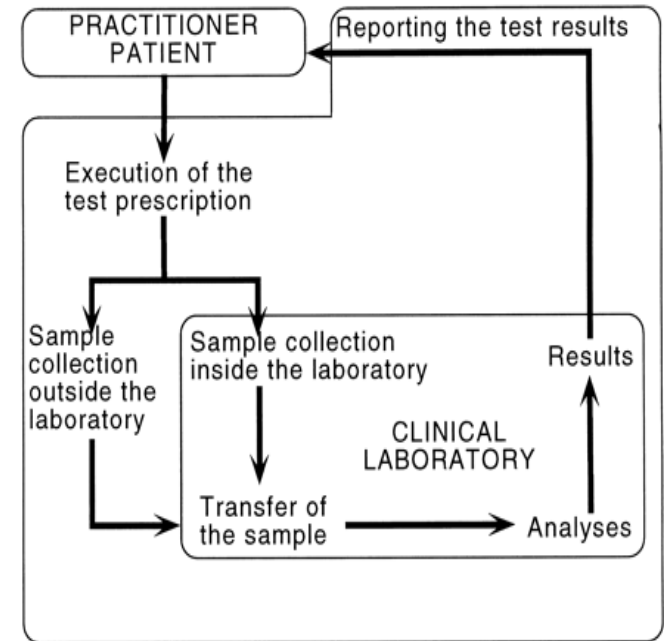 PRACTITIONER
PATIENT
Reporting the test results
Execution of the
test prescription
Sample
collection
outside the
laboratory
Sample collection
inside the laboratory
Results
CLINICAL
LABORATORY
Transfer of
the sample
Analyses